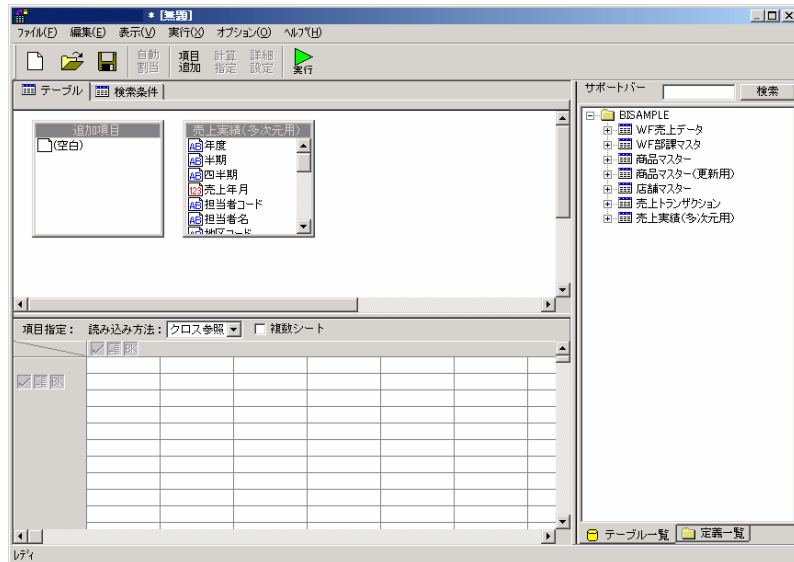 * [無題]
ファイル(F) 編集(E) 表示(V) 実行(X) オプション(O) ヘルプ(H)
自動割当 項目追加 計算指定 詳細設定 実行
テーブル 検索条件
追加項目
(空白)
売上実績(多次元用)
年度
半期
四半期
売上年月
担当者コード
担当者名
地区コード
項目指定： 読み込み方法： クロス参照 複数シート
サポートバー 検索
BISAMPLE
WF売上データ
WF部課マスタ
商品マスター
商品マスター(更新用)
店舗マスター
売上トランザクション
売上実績(多次元用)
テーブル一覧 定義一覧
レディ